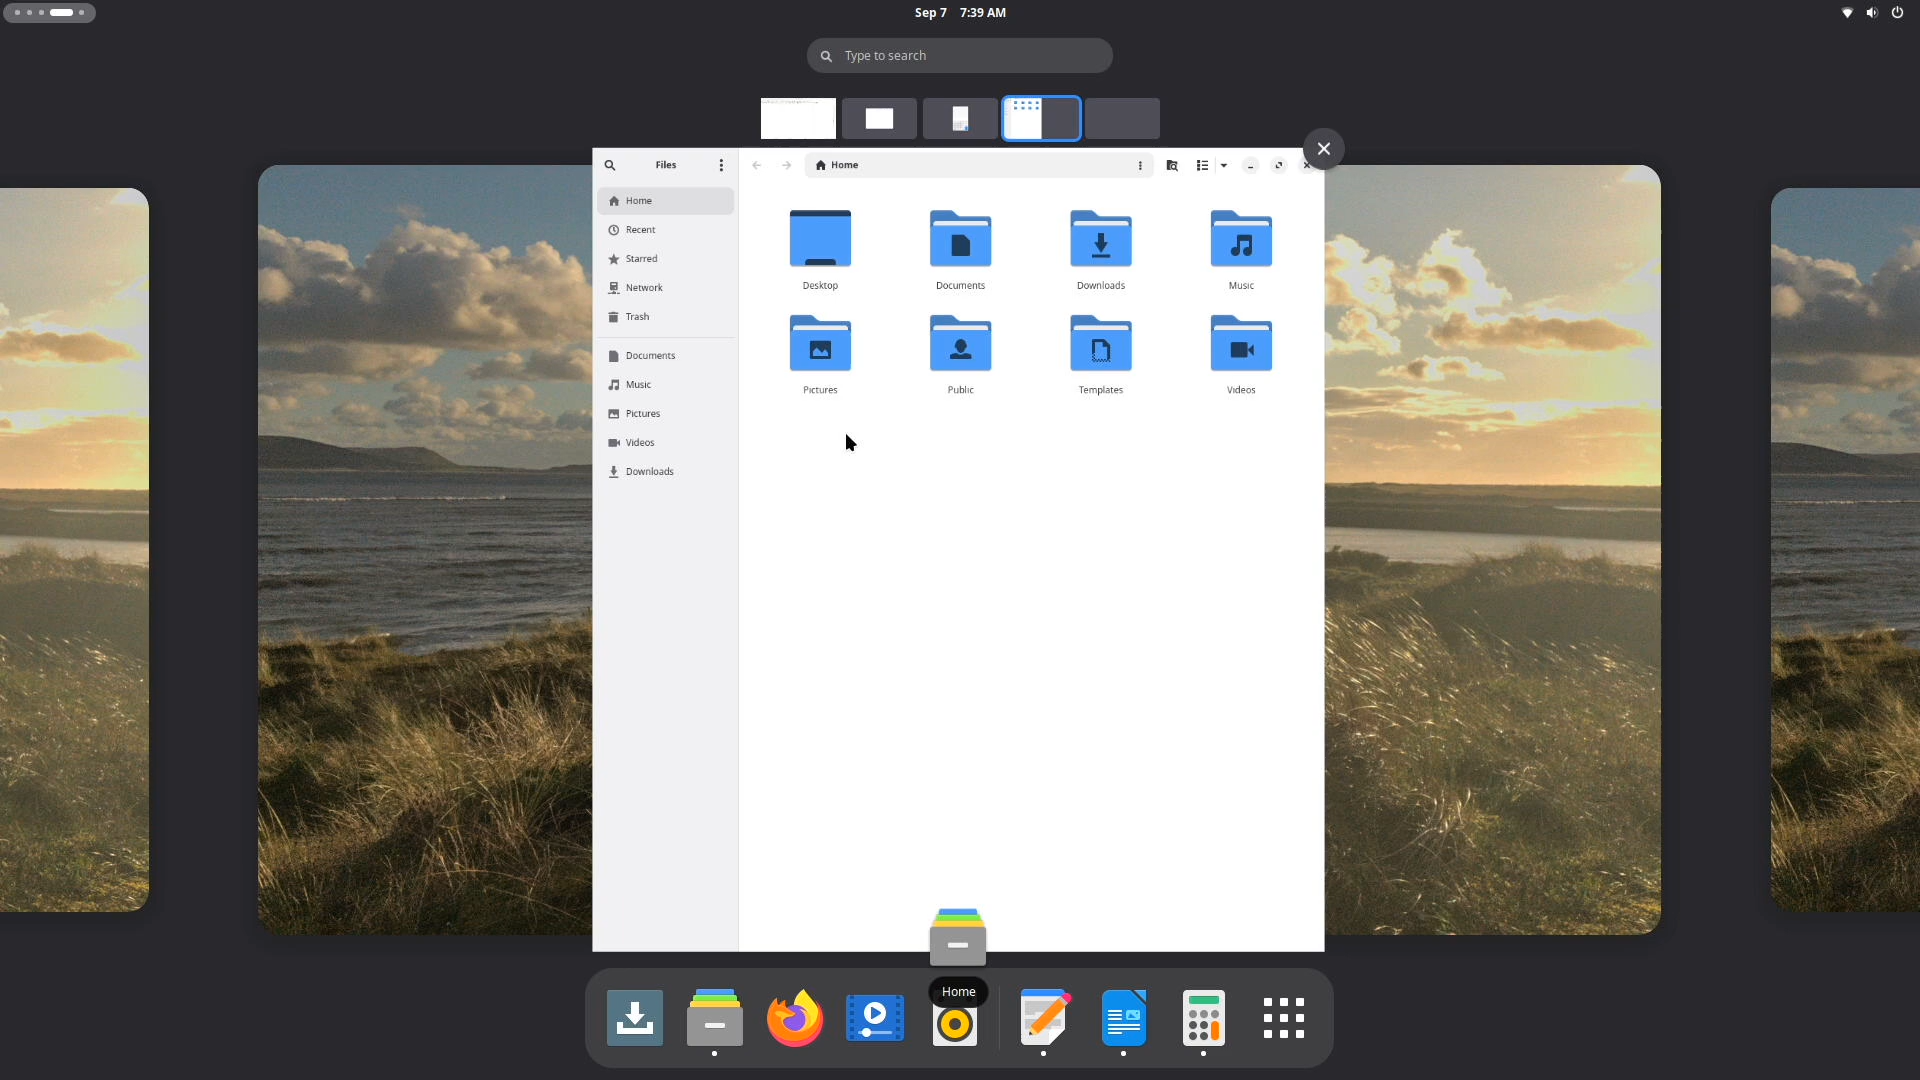 Sep 7 7:39 AM
Type to search
Files
Home
Home
Recent
Starred
Network
Trash
Documents
Music
Pictures
Videos
Downloads
Desktop
Documents
Downloads
Music
Pictures
Public
Templates
Videos
Home